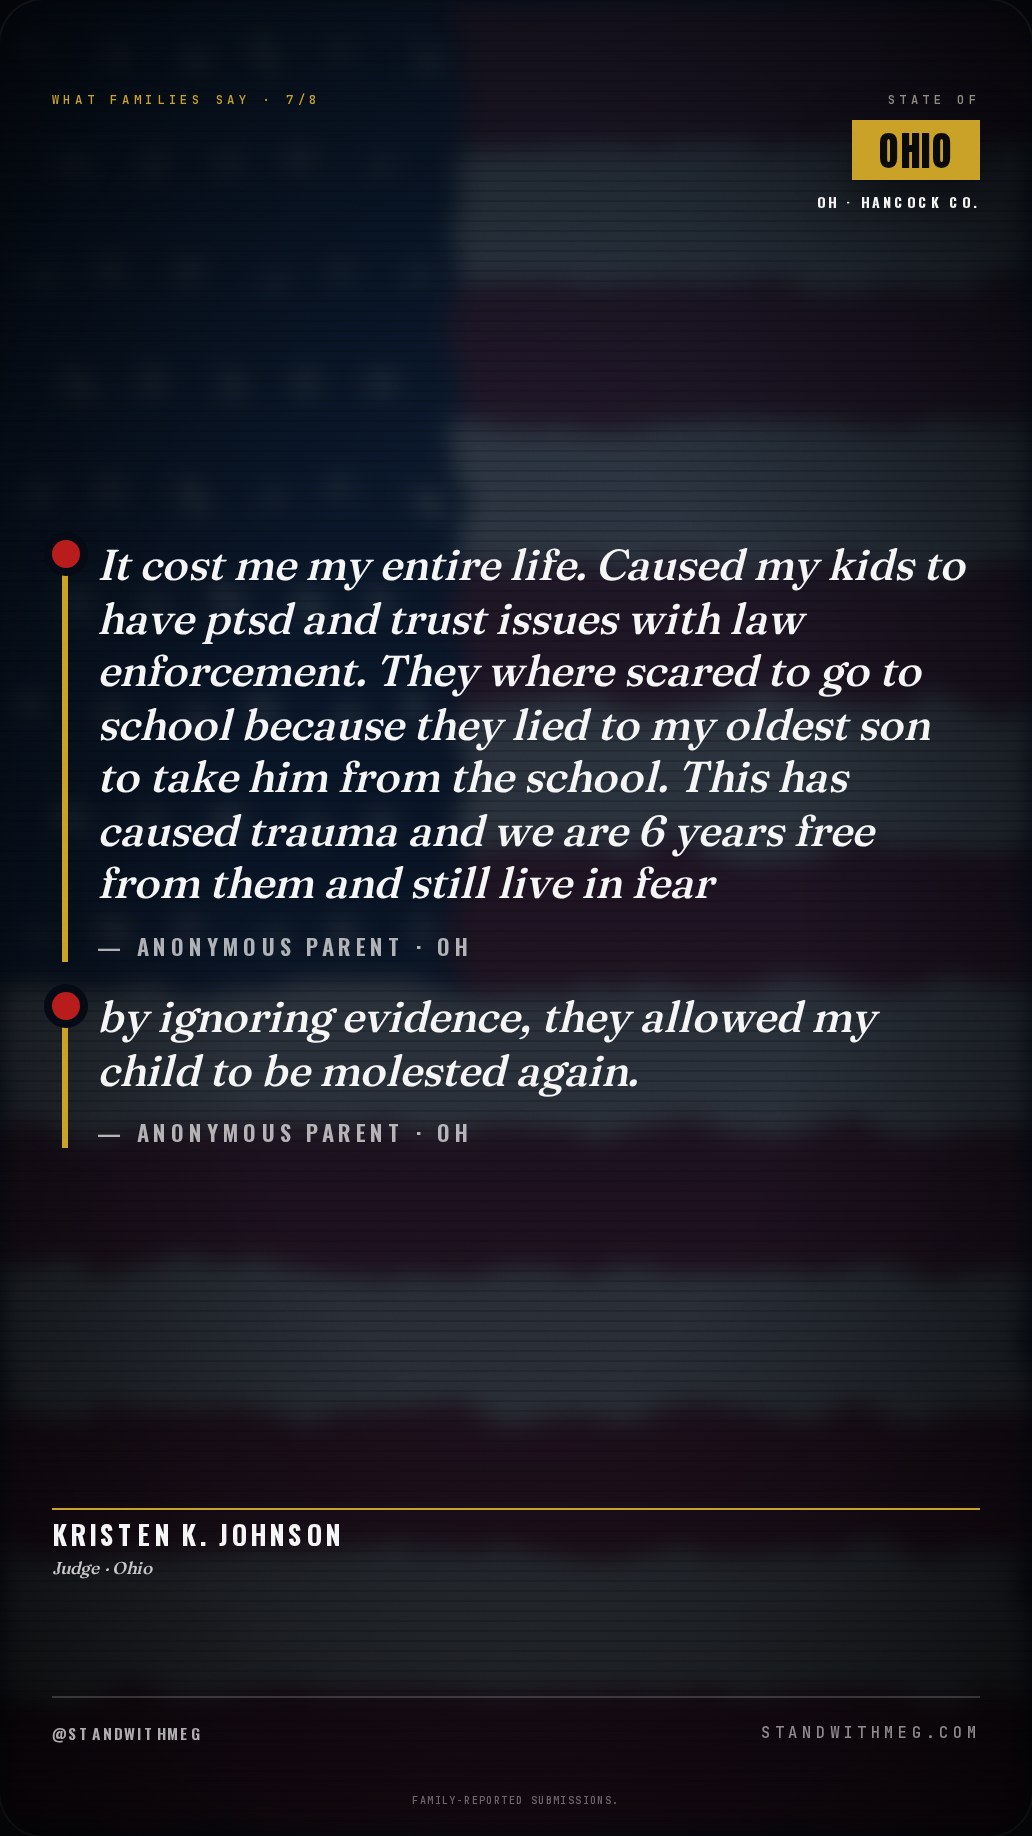 WHAT FAMILIES SAY · 7/8
STATE OF
OHIO
OH · HANCOCK CO.
It cost me my entire life. Caused my kids to
have ptsd and trust issues with law
enforcement. They where scared to go to
school because they lied to my oldest son
to take him from the school. This has
caused trauma and we are 6 years free
from them and still live in fear
— ANONYMOUS PARENT · OH
by ignoring evidence, they allowed my
child to be molested again.
— ANONYMOUS PARENT · OH
KRISTEN K. JOHNSON
Judge · Ohio
@STANDWITHMEG
STANDWITHMEG.COM
FAMILY-REPORTED SUBMISSIONS.